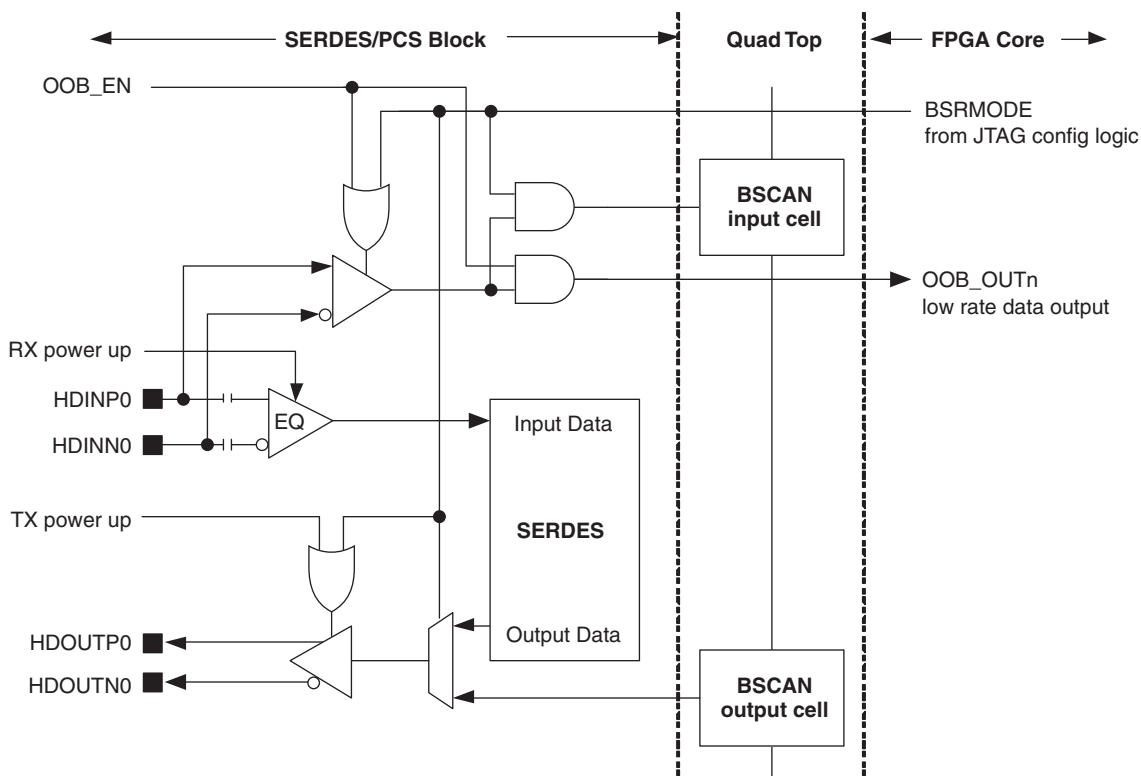 SERDES/PCS Block
Quad Top
FPGA Core
OOB_EN
BSRMODE
from JTAG config logic
BSCAN
input cell
OOB_OUTn
low rate data output
RX power up
HDINP0
EQ
Input Data
HDINN0
TX power up
SERDES
HDOUTP0
Output Data
HDOUTN0
BSCAN
output cell